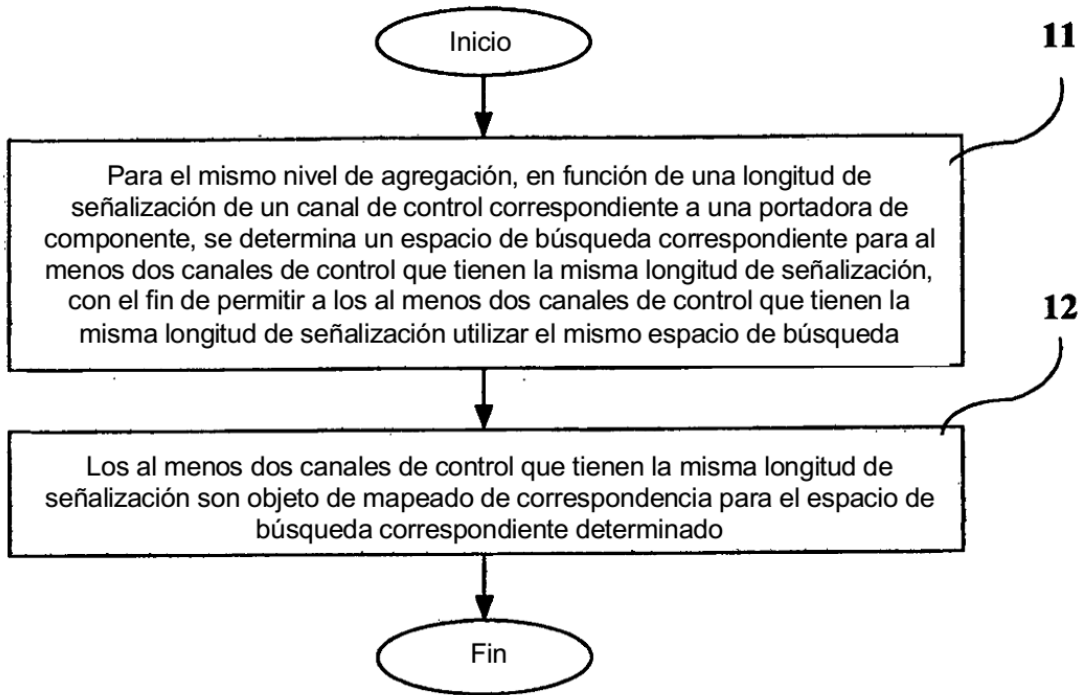 Inicio
11
Para el mismo nivel de agregación, en función de una longitud de
señalización de un canal de control correspondiente a una portadora de
componente, se determina un espacio de búsqueda correspondiente para al
menos dos canales de control que tienen la misma longitud de señalización,
con el fin de permitir a los al menos dos canales de control que tienen la
misma longitud de señalización utilizar el mismo espacio de búsqueda
12
Los al menos dos canales de control que tienen la misma longitud de
señalización son objeto de mapeado de correspondencia para el espacio de
búsqueda correspondiente determinado
Fin